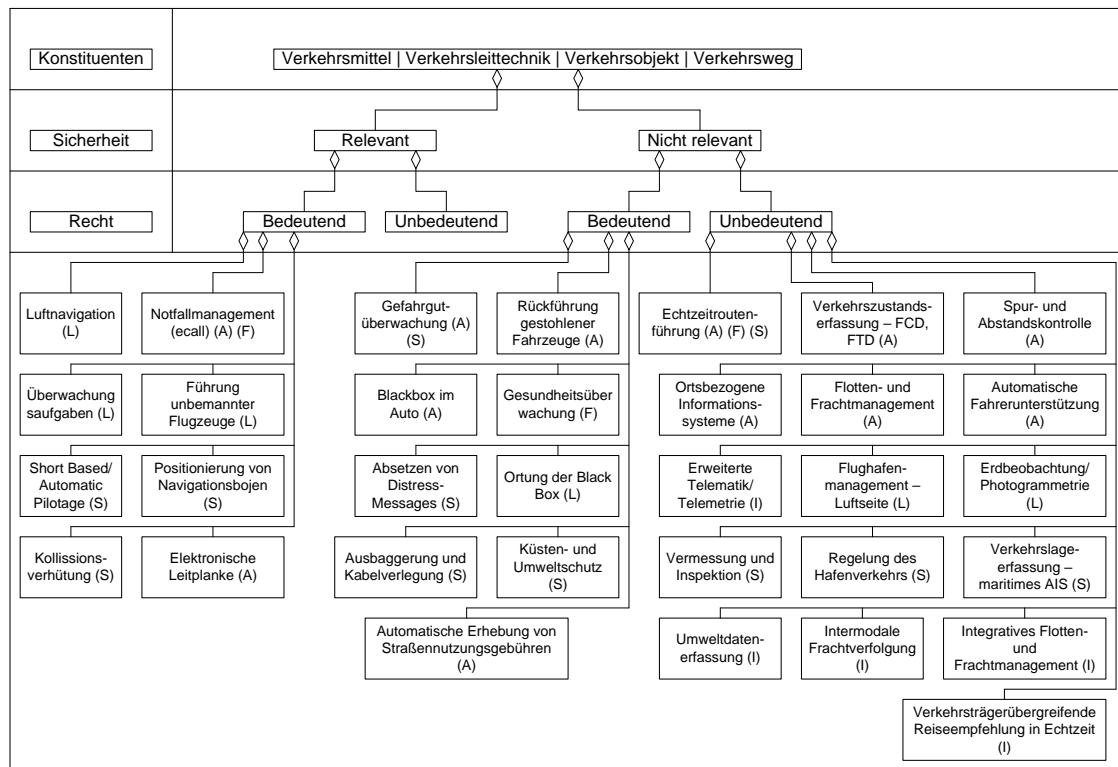 Konstituenten
Verkehrsmittel | Verkehrsleittechnik | Verkehrsobjekt | Verkehrsweg
Sicherheit
Relevant
Nicht relevant
Recht
Bedeutend
Unbedeutend
Bedeutend
Unbedeutend
Luftnavigation
(L)
Notfallmanagement
(ecall) (A) (F)
Gefahrgut-
überwachung (A)
(S)
Rückführung
gestohlener
Fahrzeuge (A)
Echtzeitrouten-
führung (A) (F) (S)
Verkehrszustands-
erfassung – FCD,
FTD (A)
Spur- und
Abstandskontrolle
(A)
Überwachung
saufgaben (L)
Führung
unbemannter
Flugzeuge (L)
Blackbox im
Auto (A)
Gesundheitsüber
wachung (F)
Ortsbezogene
Informations-
systeme (A)
Flotten- und
Frachtmanagement
(A)
Automatische
Fahrerunterstützung
(A)
Short Based/
Automatic
Pilotage (S)
Positionierung von
Navigationsbojen
(S)
Absetzen von
Distress-
Messages (S)
Ortung der Black
Box (L)
Erweiterte
Telematik/
Telemetrie (I)
Flughafen-
management –
Luftseite (L)
Erdbeobachtung/
Photogrammetrie
(L)
Kollissions-
verhütung (S)
Elektronische
Leitplanke (A)
Ausbaggerung und
Kabelverlegung (S)
Küsten- und
Umweltschutz
(S)
Vermessung und
Inspektion (S)
Regelung des
Hafenverkehrs (S)
Verkehrslage-
erfassung –
maritimes AIS (S)
Automatische Erhebung von
Straßennutzungsgebühren
(A)
Umweltdaten-
erfassung (I)
Intermodale
Frachtverfolgung
(I)
Integratives Flotten-
und
Frachtmanagement (I)
Verkehrsträgerübergreifende
Reiseempfehlung in Echtzeit
(I)